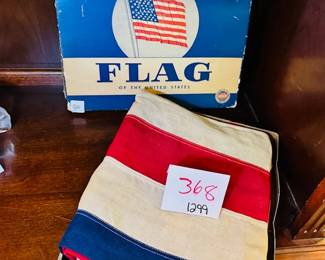 FLAG
OF THE UNITED STATES
368
1299